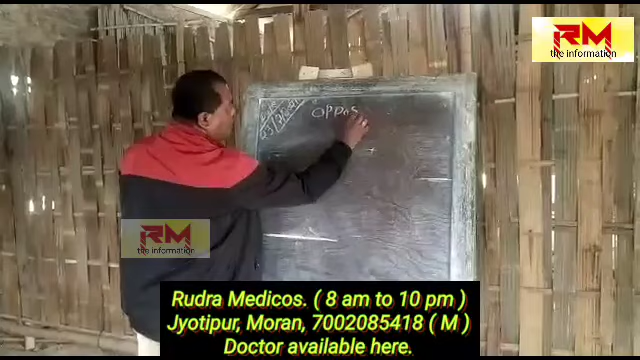 RM
the information
OPPOS
RM
the information
Rudra Medicos. ( 8 am to 10 pm )
Jyotipur, Moran, 7002085418 ( M )
Doctor available here.